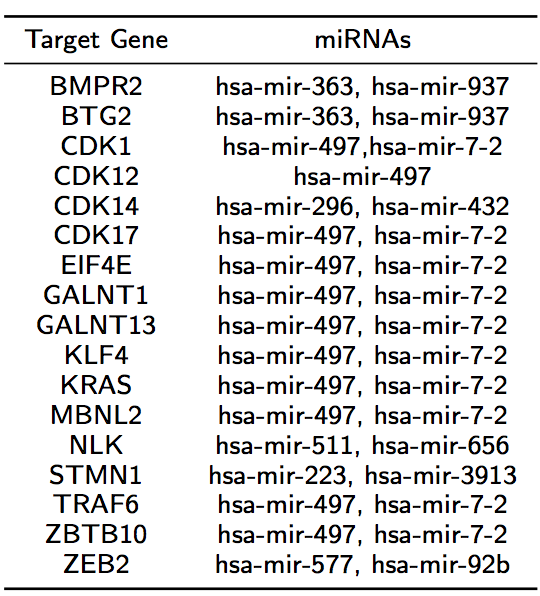 Target Gene miRNAs
BMPR2 hsa-mir-363, hsa-mir-937
BTG2 hsa-mir-363, hsa-mir-937
CDK1 hsa-mir-497,hsa-mir-7-2
CDK12 hsa-mir-497
CDK14 hsa-mir-296, hsa-mir-432
CDK17 hsa-mir-497, hsa-mir-7-2
EIF4E hsa-mir-497, hsa-mir-7-2
GALNT1 hsa-mir-497, hsa-mir-7-2
GALNT13 hsa-mir-497, hsa-mir-7-2
KLF4 hsa-mir-497, hsa-mir-7-2
KRAS hsa-mir-497, hsa-mir-7-2
MBNL2 hsa-mir-497, hsa-mir-7-2
NLK hsa-mir-511, hsa-mir-656
STMN1 hsa-mir-223, hsa-mir-3913
TRAF6 hsa-mir-497, hsa-mir-7-2
ZBTB10 hsa-mir-497, hsa-mir-7-2
ZEB2 hsa-mir-577, hsa-mir-92b